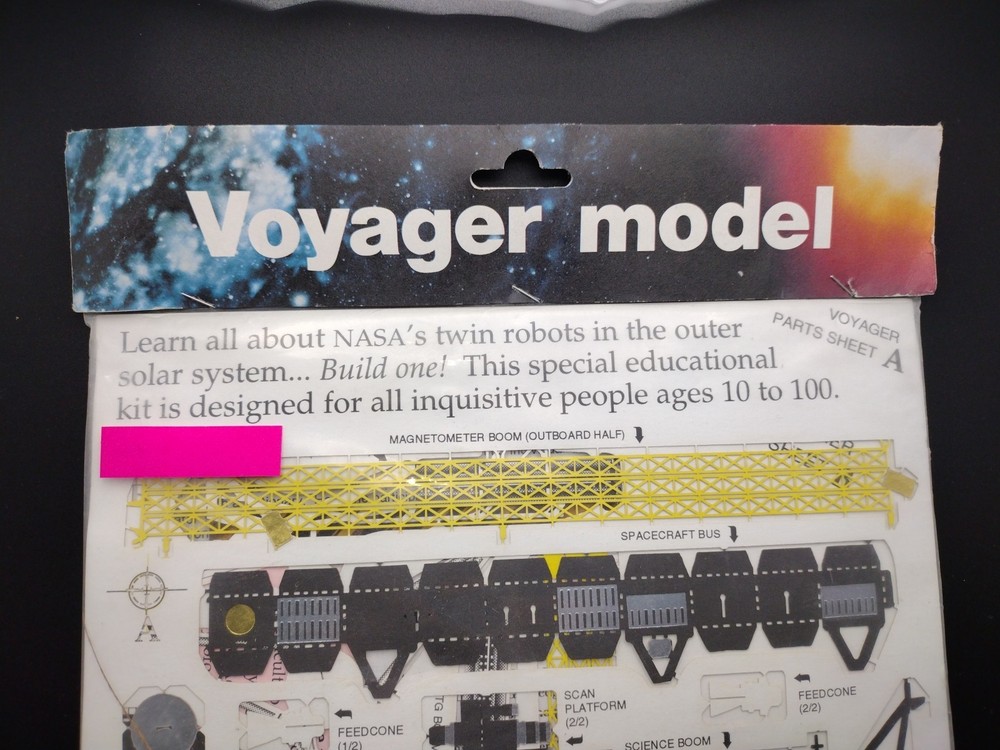 Voyager model
Learn all about NASA's twin robots in the outer
solar system... Build one! This special educational
kit is designed for all inquisitive people ages 10 to 100.
VOYAGER
PARTS SHEET A
MAGNETOMETER BOOM (OUTBOARD HALF)
SPACECRAFT BUS
A
SCAN
PLATFORM
(2/2)
FEEDCONE
(2/2)
FEEDCONE
(1/2)
SCIENCE BOOM